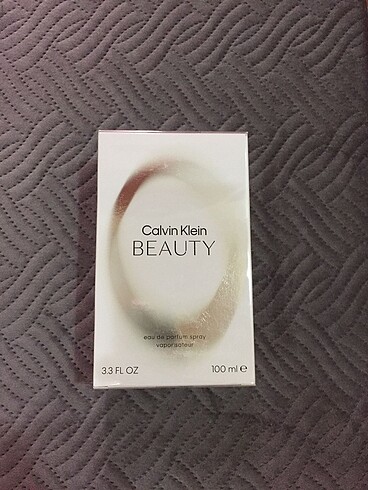 Calvin Klein
BEAUTY
eau de parfum spray
vaporisateur
3.3 FL OZ 100 ml ℮